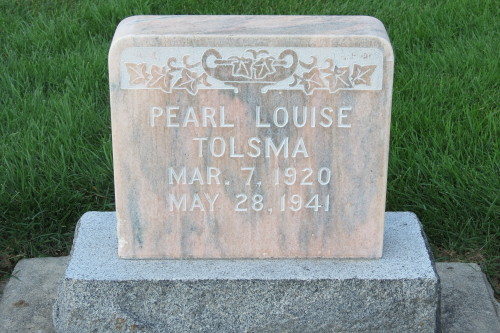 PEARL LOUISE
TOLSMA
MAR. 7, 1920
MAY 28, 1941